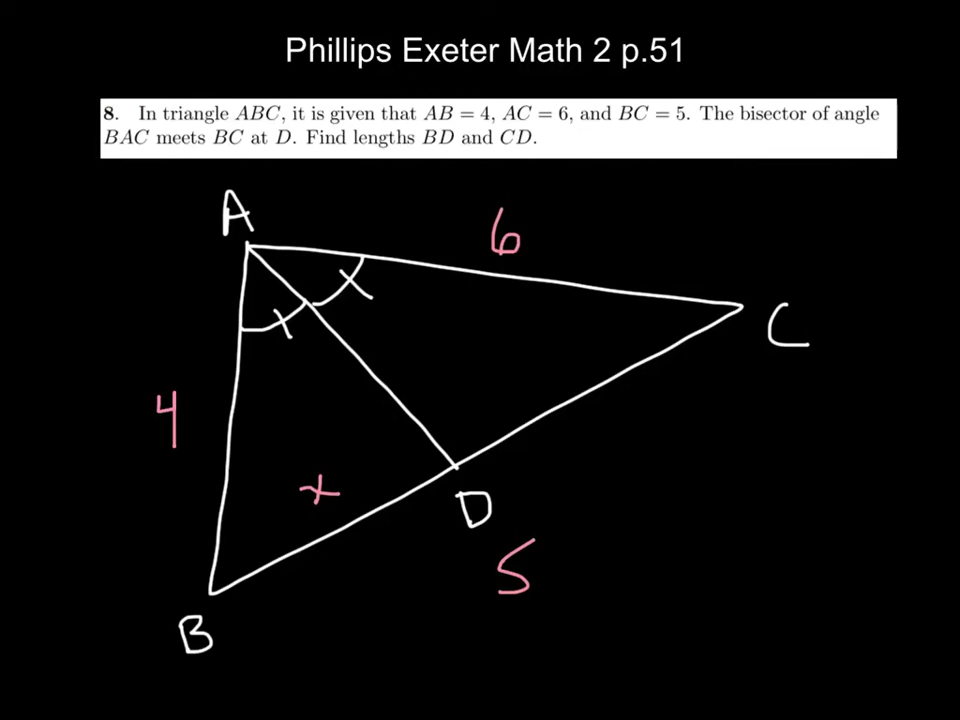 Phillips Exeter Math 2 p.51
8. In triangle ABC, it is given that AB = 4, AC = 6, and BC = 5. The bisector of angle
BAC meets BC at D. Find lengths BD and CD.
A
6
C
4
x
D
5
B